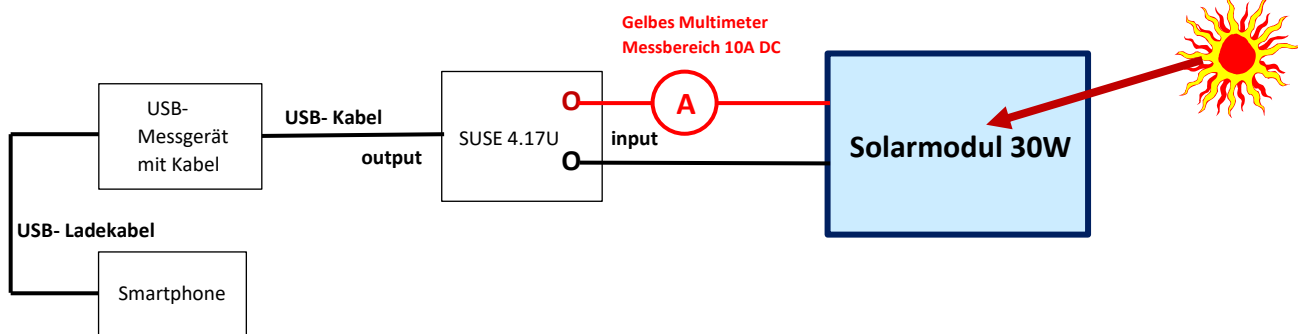 Gelbes Multimeter
Messbereich 10A DC
USB-
Messgerät
mit Kabel
USB- Kabel
output
SUSE 4.17U
O
O
input
A
Solarmodul 30W
USB- Ladekabel
Smartphone